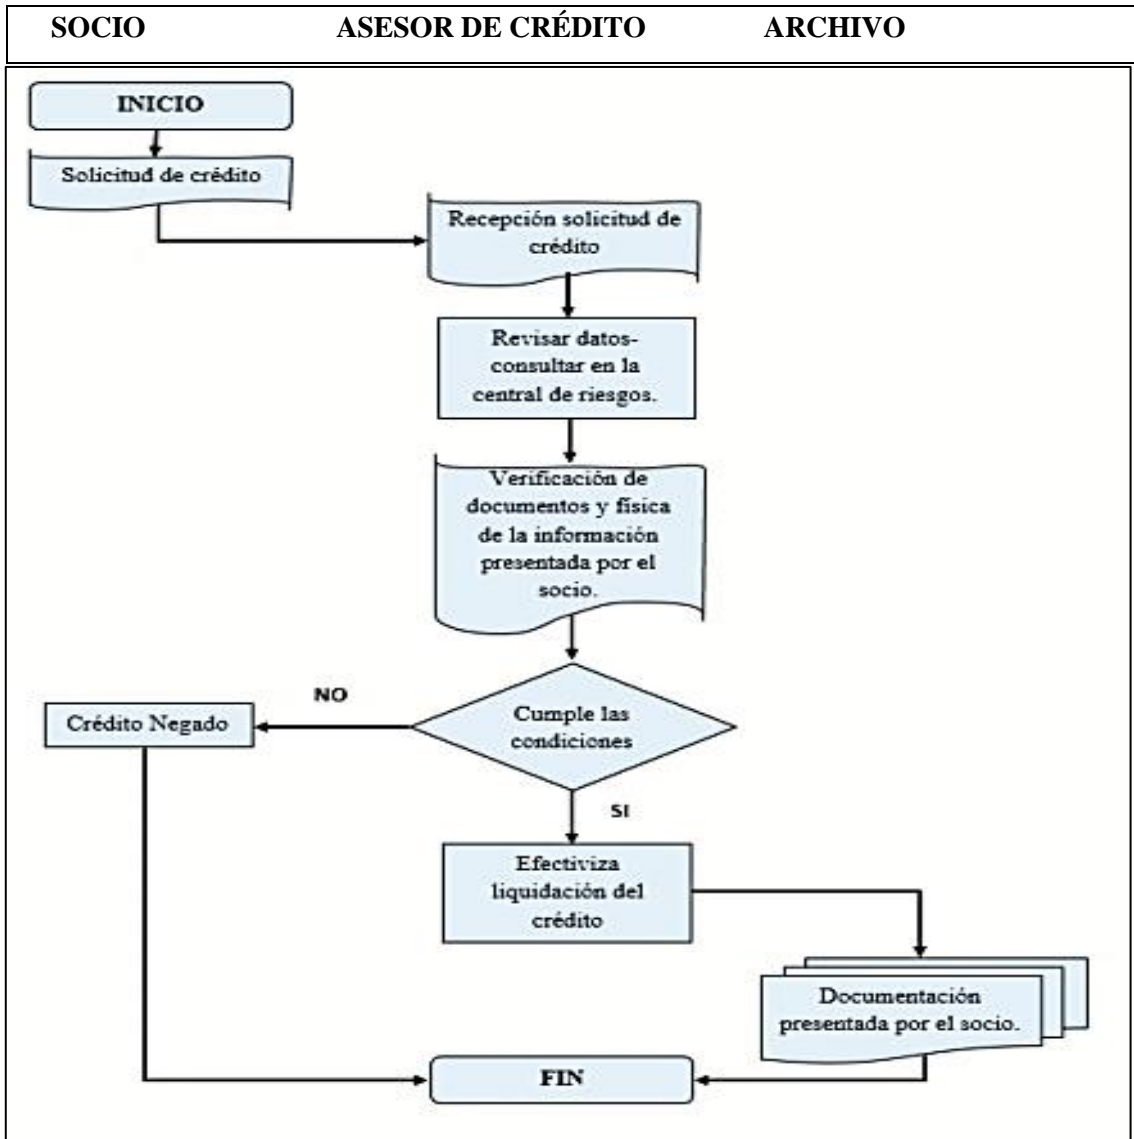 SOCIO ASESOR DE CRÉDITO ARCHIVO
INICIO
Solicitud de crédito
Recepción solicitud de
crédito
Revisar datos-
consultar en la
central de riesgos.
Verificación de
documentos y física
de la información
presentada por el
socio.
Cumple las
condiciones
NO
Crédito Negado
SI
Efectiviza
liquidación del
crédito
Documentación
presentada por el socio.
FIN